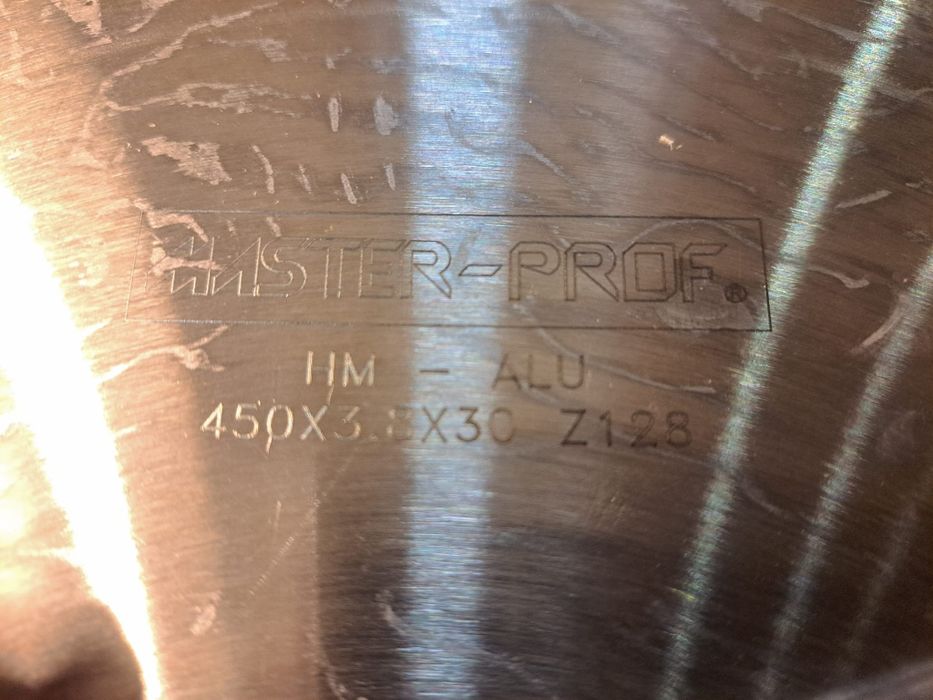 MASTER-PROF.®
HM - ALU
450X3.8X30 Z128